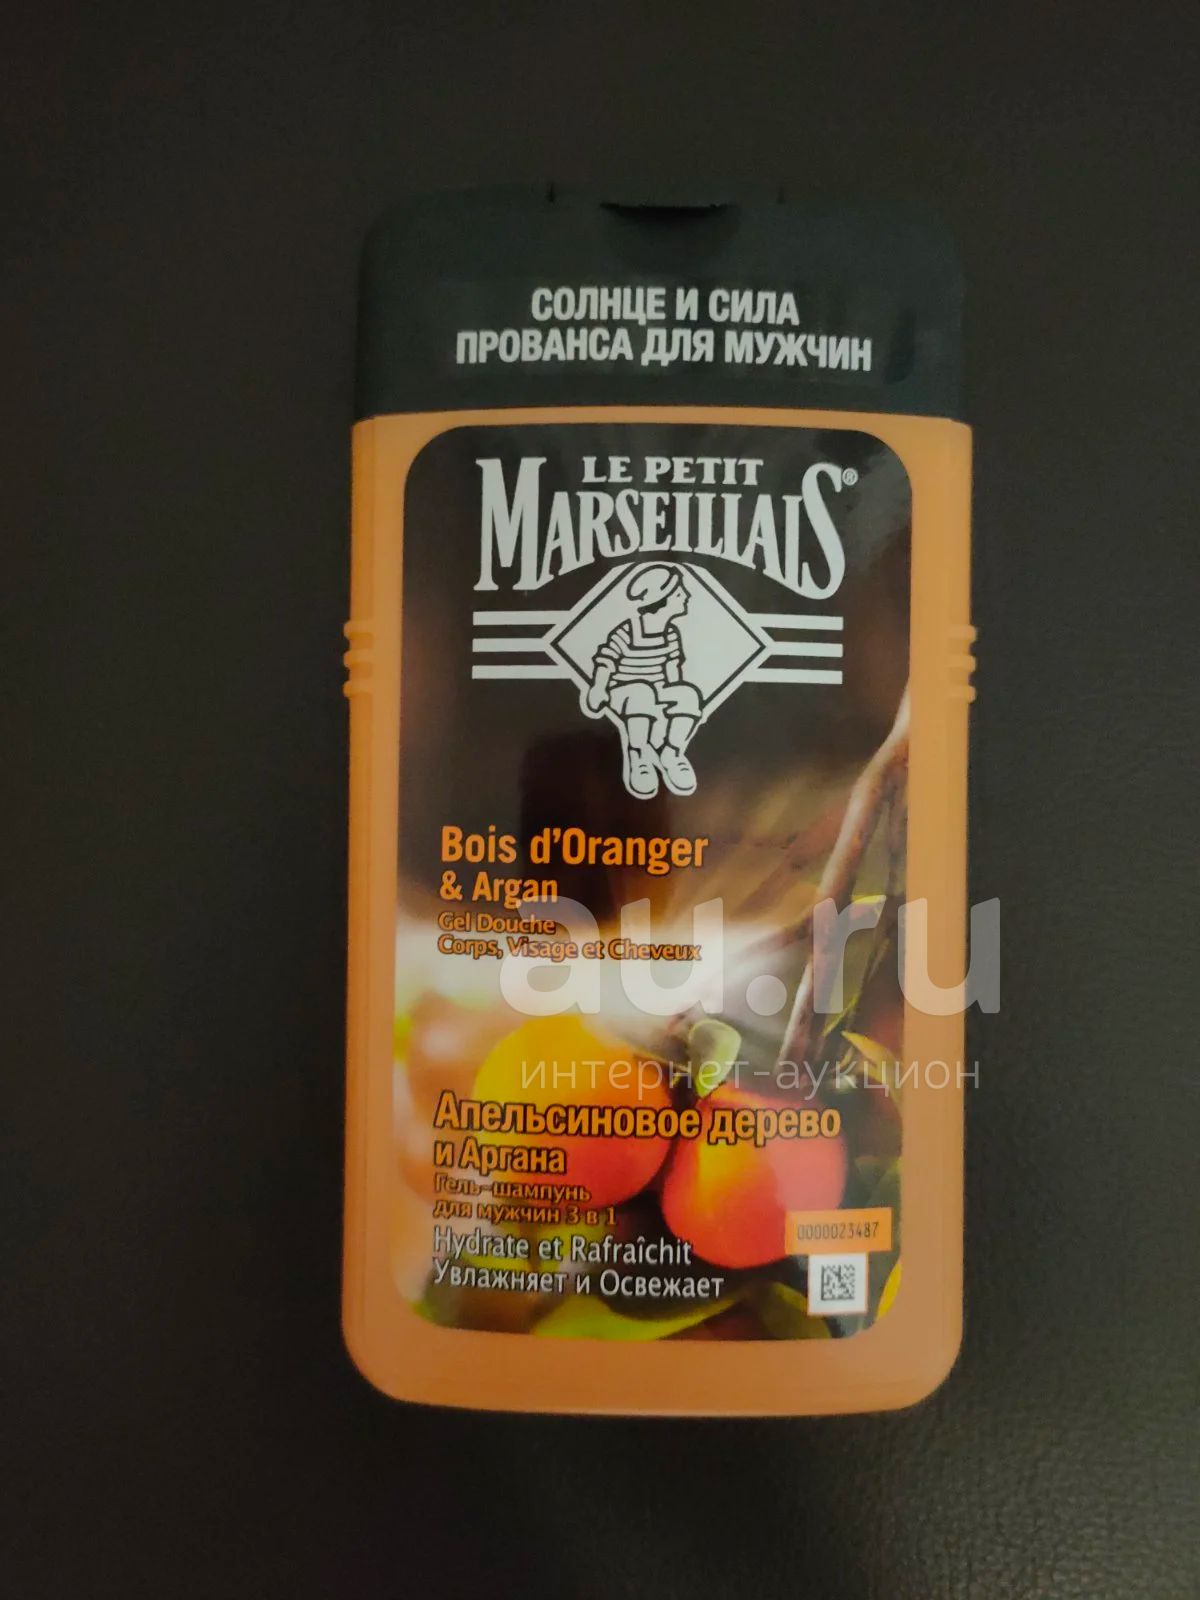 СОЛНЦЕ И СИЛА
ПРОВАНСА ДЛЯ МУЖЧИН
LE PETIT
MARSEILLAIS®
Bois d'Oranger
& Argan
Gel Douche
Corps, Visage et Cheveux
au.ru
интернет-аукцион
Апельсиновое дерево
и Аргана
Гель-шампунь
для мужчин 3 в 1
Hydrate et Rafraîchit
Увлажняет и Освежает
0000023487